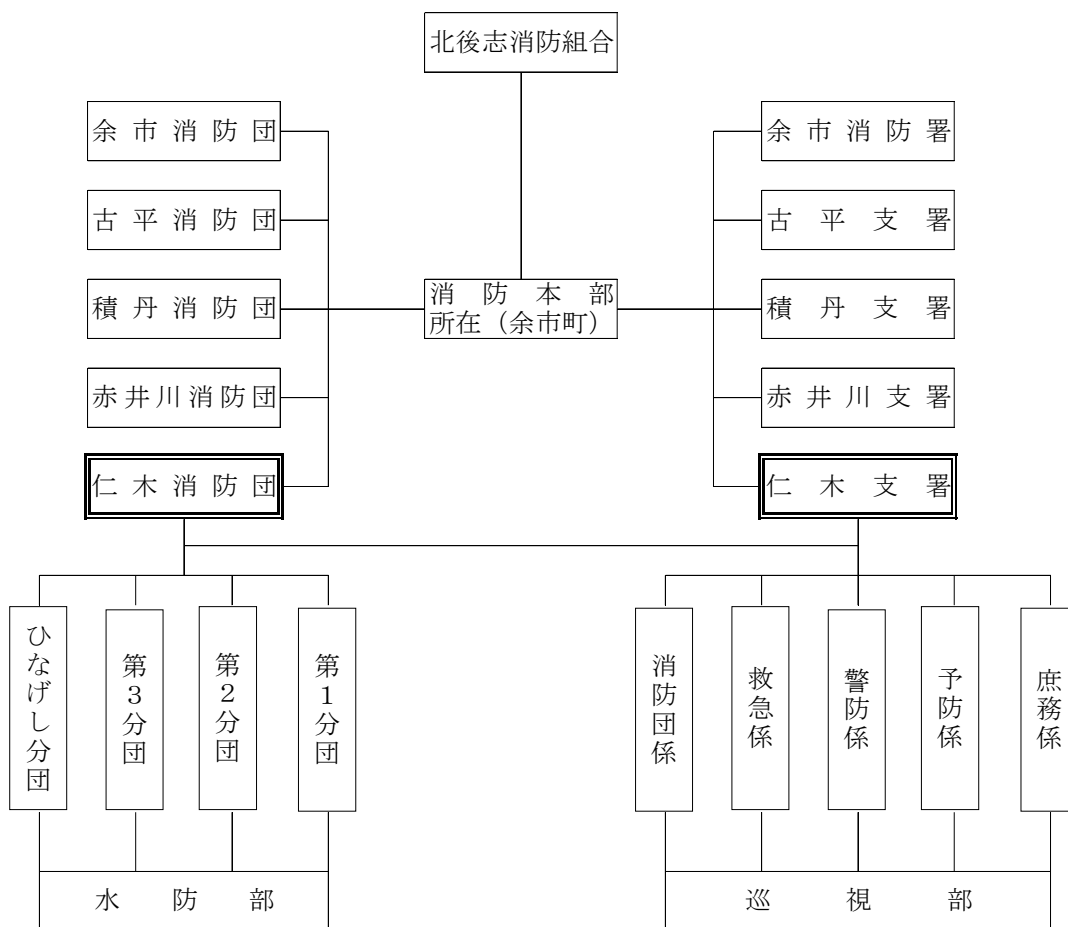 北後志消防組合
余市消防団
余市消防署
古平消防団
古平支署
積丹消防団
消防本部
所在（余市町）
積丹支署
赤井川消防団
赤井川支署
仁木消防団
仁木支署
ひなげし分団
第3分団
第2分団
第1分団
消防団係
救急係
警防係
予防係
庶務係
水防部
巡視部